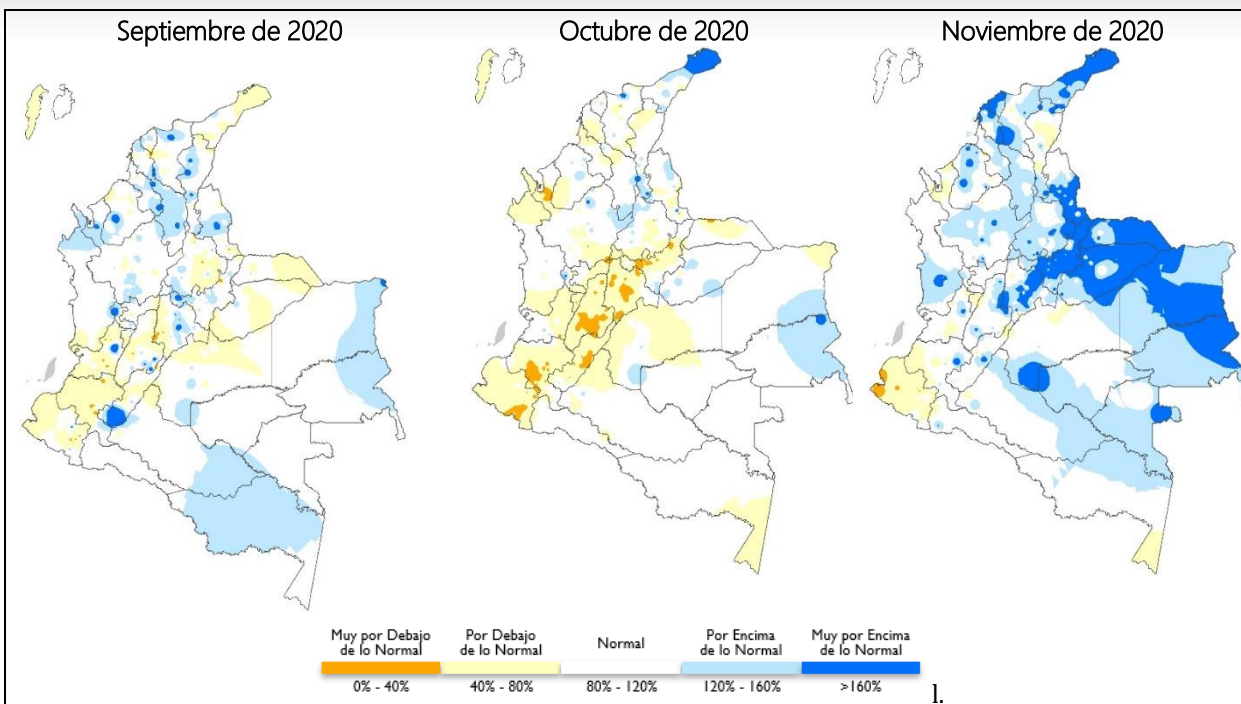 Septiembre de 2020
Octubre de 2020
Noviembre de 2020
Muy por Debajo
de lo Normal
Por Debajo
de lo Normal
Normal
Por Encima
de lo Normal
Muy por Encima
de lo Normal
0% - 40%
40% - 80%
80% - 120%
120% - 160%
>160%
l.